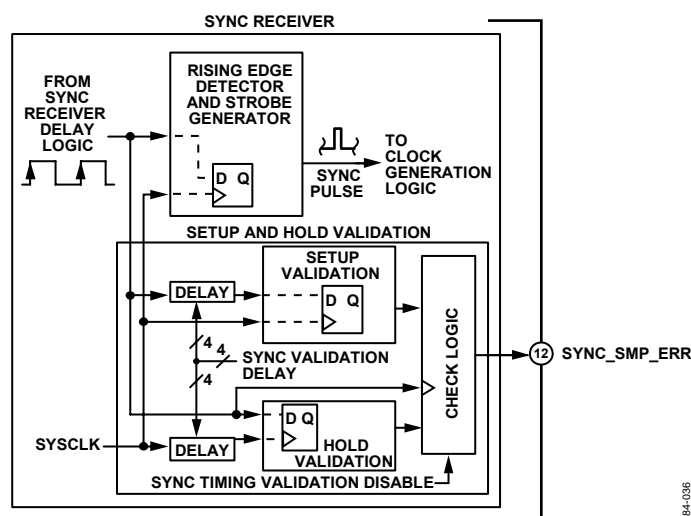 SYNC RECEIVER
FROM
SYNC
RECEIVER
DELAY
LOGIC
RISING EDGE
DETECTOR
AND STROBE
GENERATOR
D Q
SYNC
PULSE
TO
CLOCK
GENERATION
LOGIC
SETUP AND HOLD VALIDATION
SETUP
VALIDATION
DELAY
D Q
4
4
4
SYNC VALIDATION
DELAY
CHECK LOGIC
12 SYNC_SMP_ERR
SYSCLK
DELAY
D Q
HOLD
VALIDATION
SYNC TIMING VALIDATION DISABLE
84-036